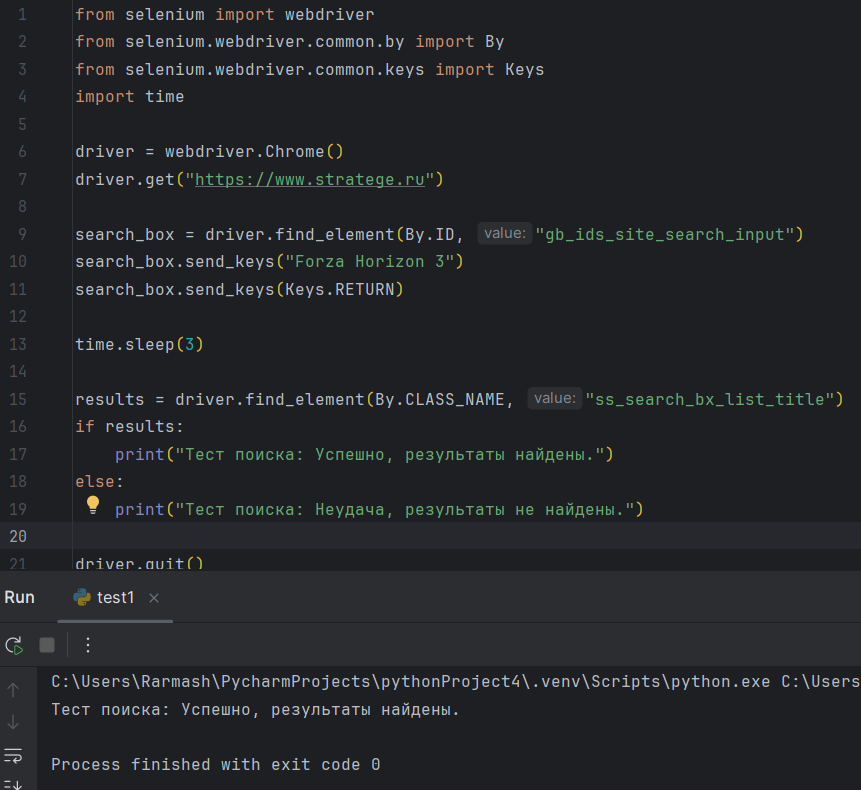 1 from selenium import webdriver
2 from selenium.webdriver.common.by import By
3 from selenium.webdriver.common.keys import Keys
4 import time
5
6 driver = webdriver.Chrome()
7 driver.get("https://www.stratege.ru")
8
9 search_box = driver.find_element(By.ID, value: "gb_ids_site_search_input")
10 search_box.send_keys("Forza Horizon 3")
11 search_box.send_keys(Keys.RETURN)
12
13 time.sleep(3)
14
15 results = driver.find_element(By.CLASS_NAME, value: "ss_search_bx_list_title")
16 if results:
17 print("Тест поиска: Успешно, результаты найдены.")
18 else:
19 print("Тест поиска: Неудача, результаты не найдены.")
20
21 driver.quit()
Run test1
C:\Users\Rarmash\PycharmProjects\pythonProject4\.venv\Scripts\python.exe C:\Users
Тест поиска: Успешно, результаты найдены.
Process finished with exit code 0